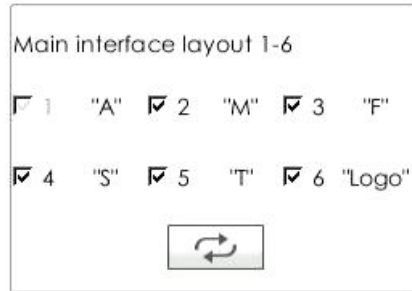 Main interface layout 1-6
1 "A" 2 "M" 3 "F"
4 "S" 5 "T" 6 "Logo"